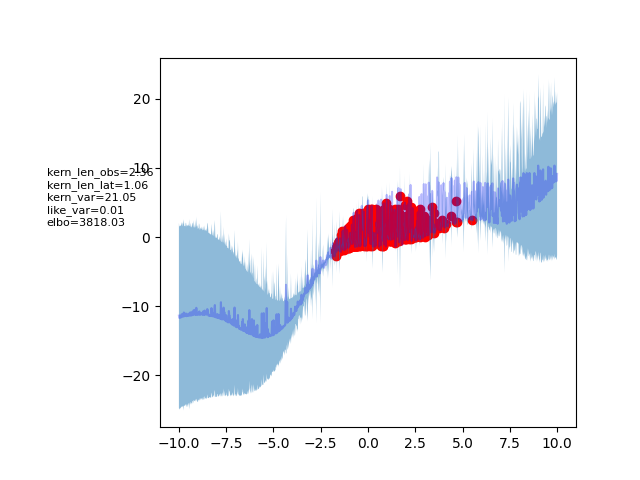 20
10
kern_len_obs=2.36
kern_len_lat=1.06
kern_var=21.05
like_var=0.01
elbo=3818.03
0
−10
−20
−10.0 −7.5 −5.0 −2.5 0.0 2.5 5.0 7.5 10.0